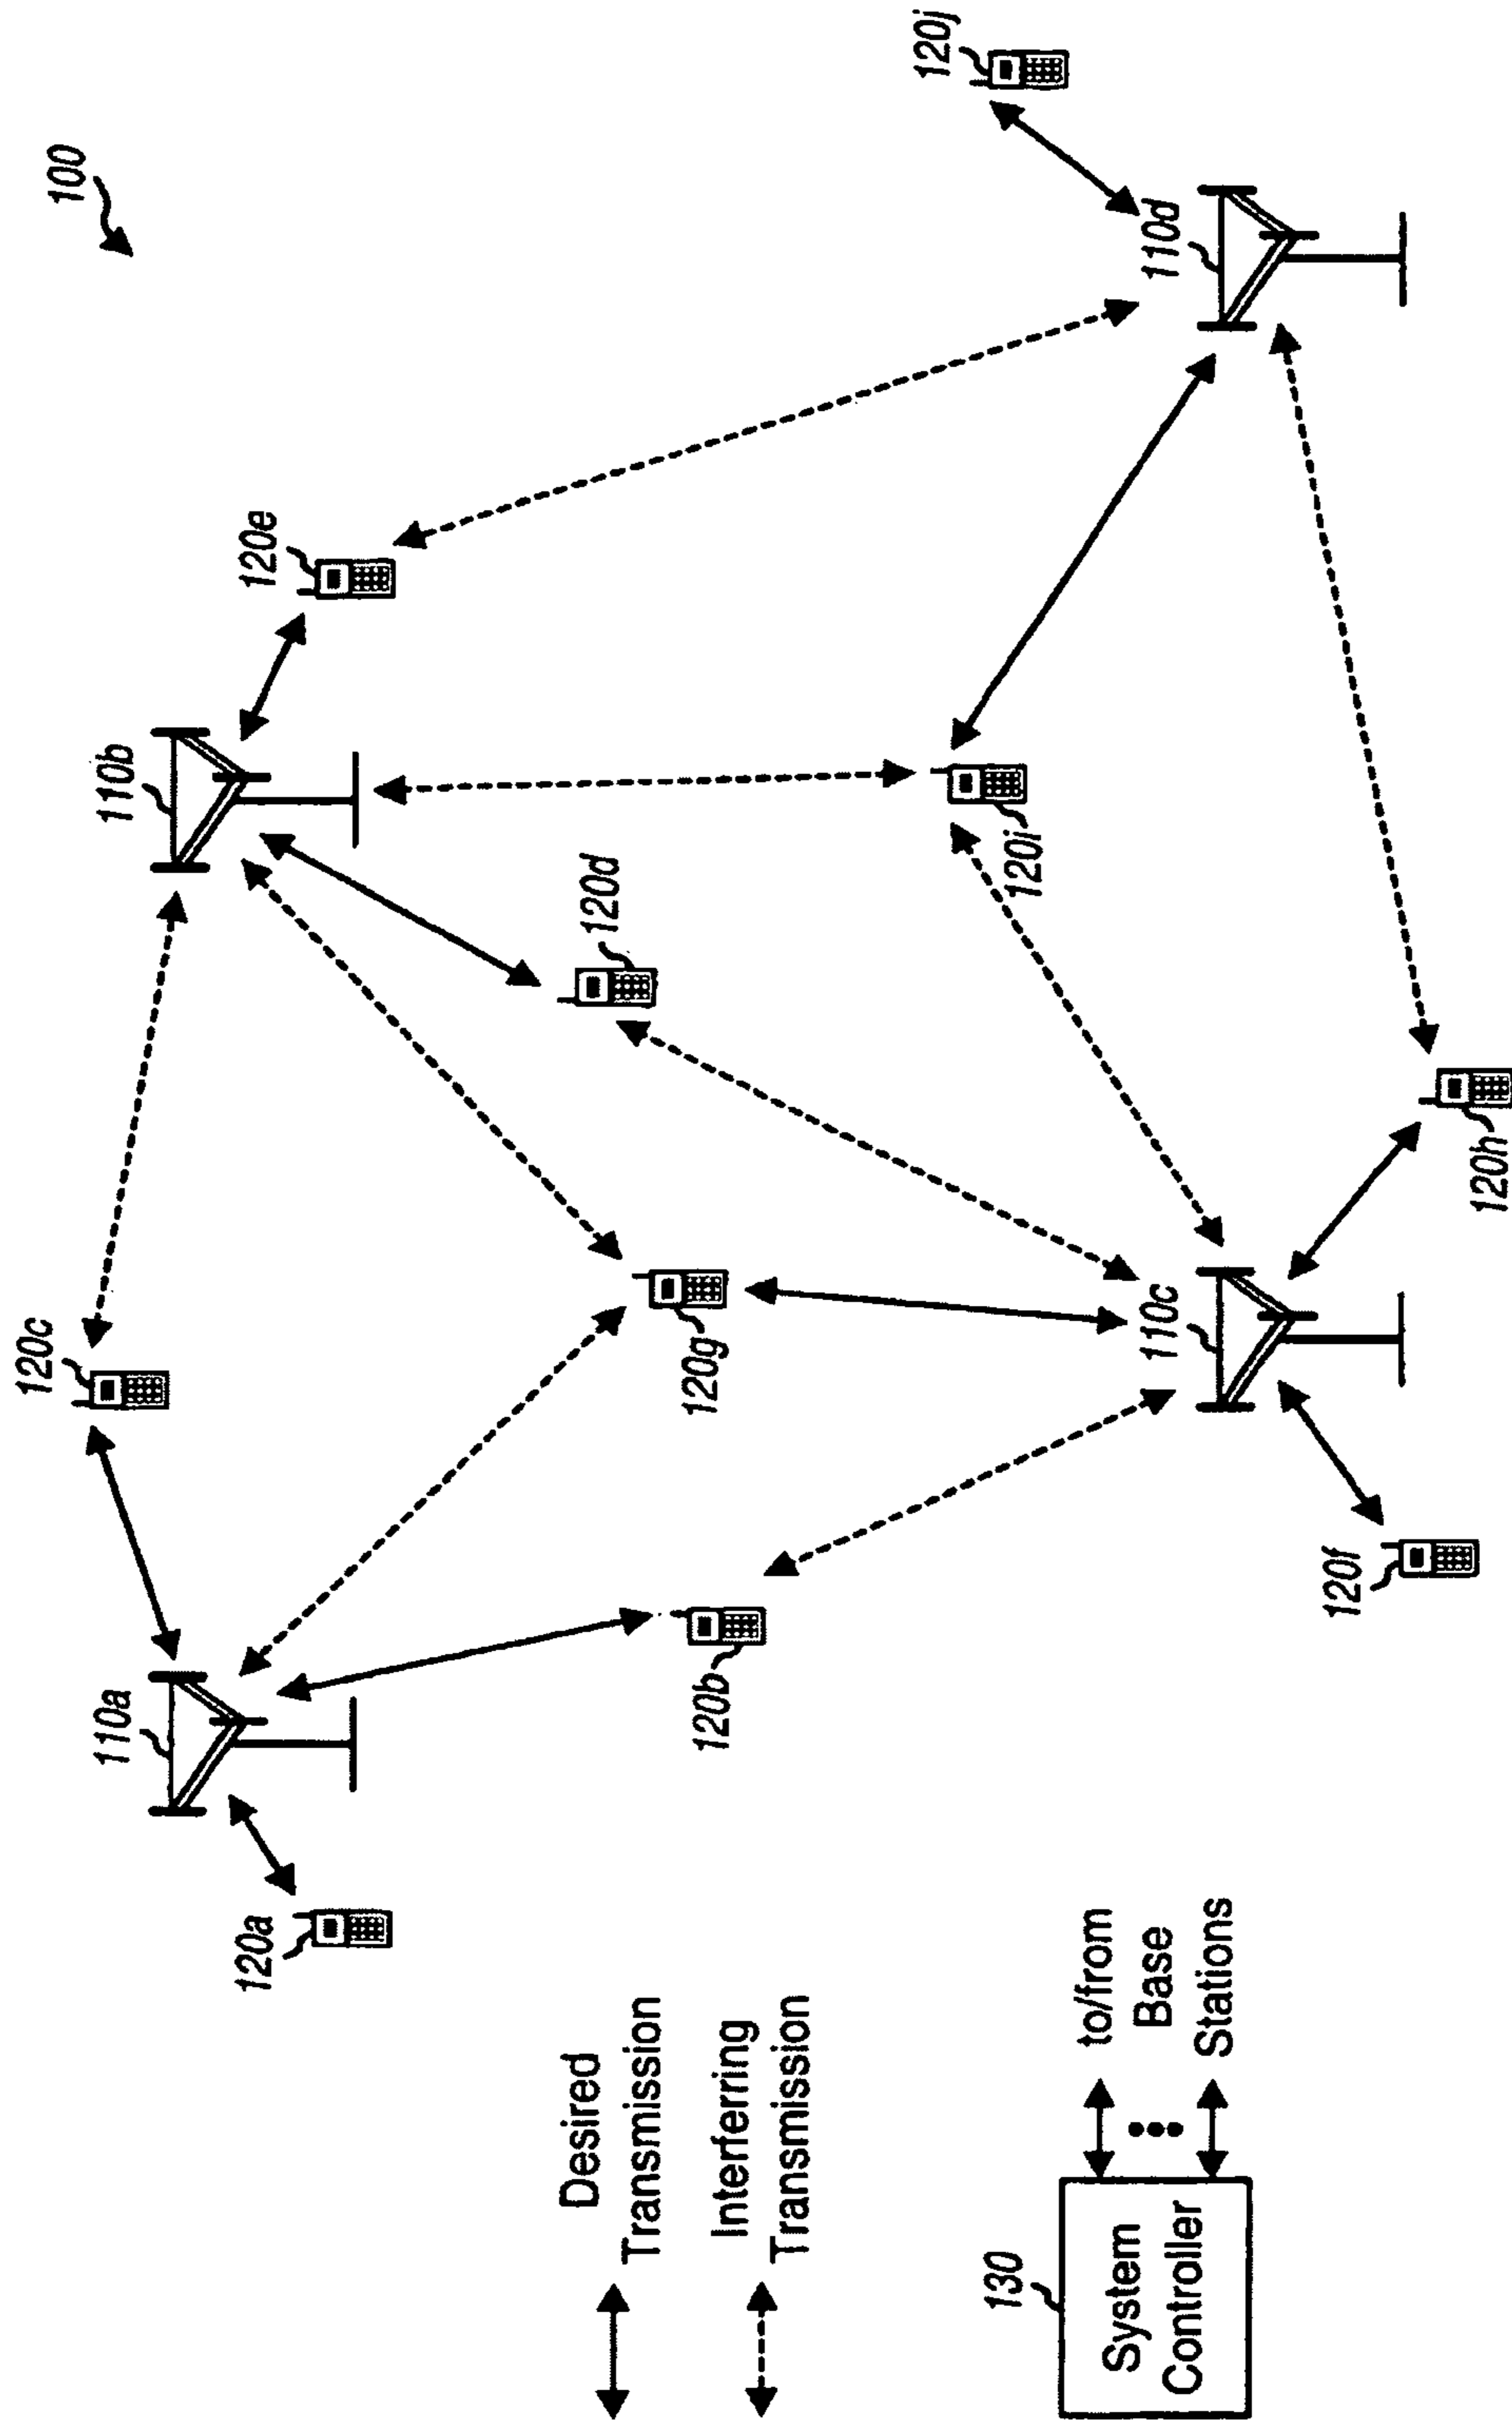 100
120c
110a
110b
120a
120e
120d
120g
120b
120i
120j
110c
110d
120f
120h
Desired
Transmission
Interferring
Transmission
130
System
Controller
to/from
Base
Stations